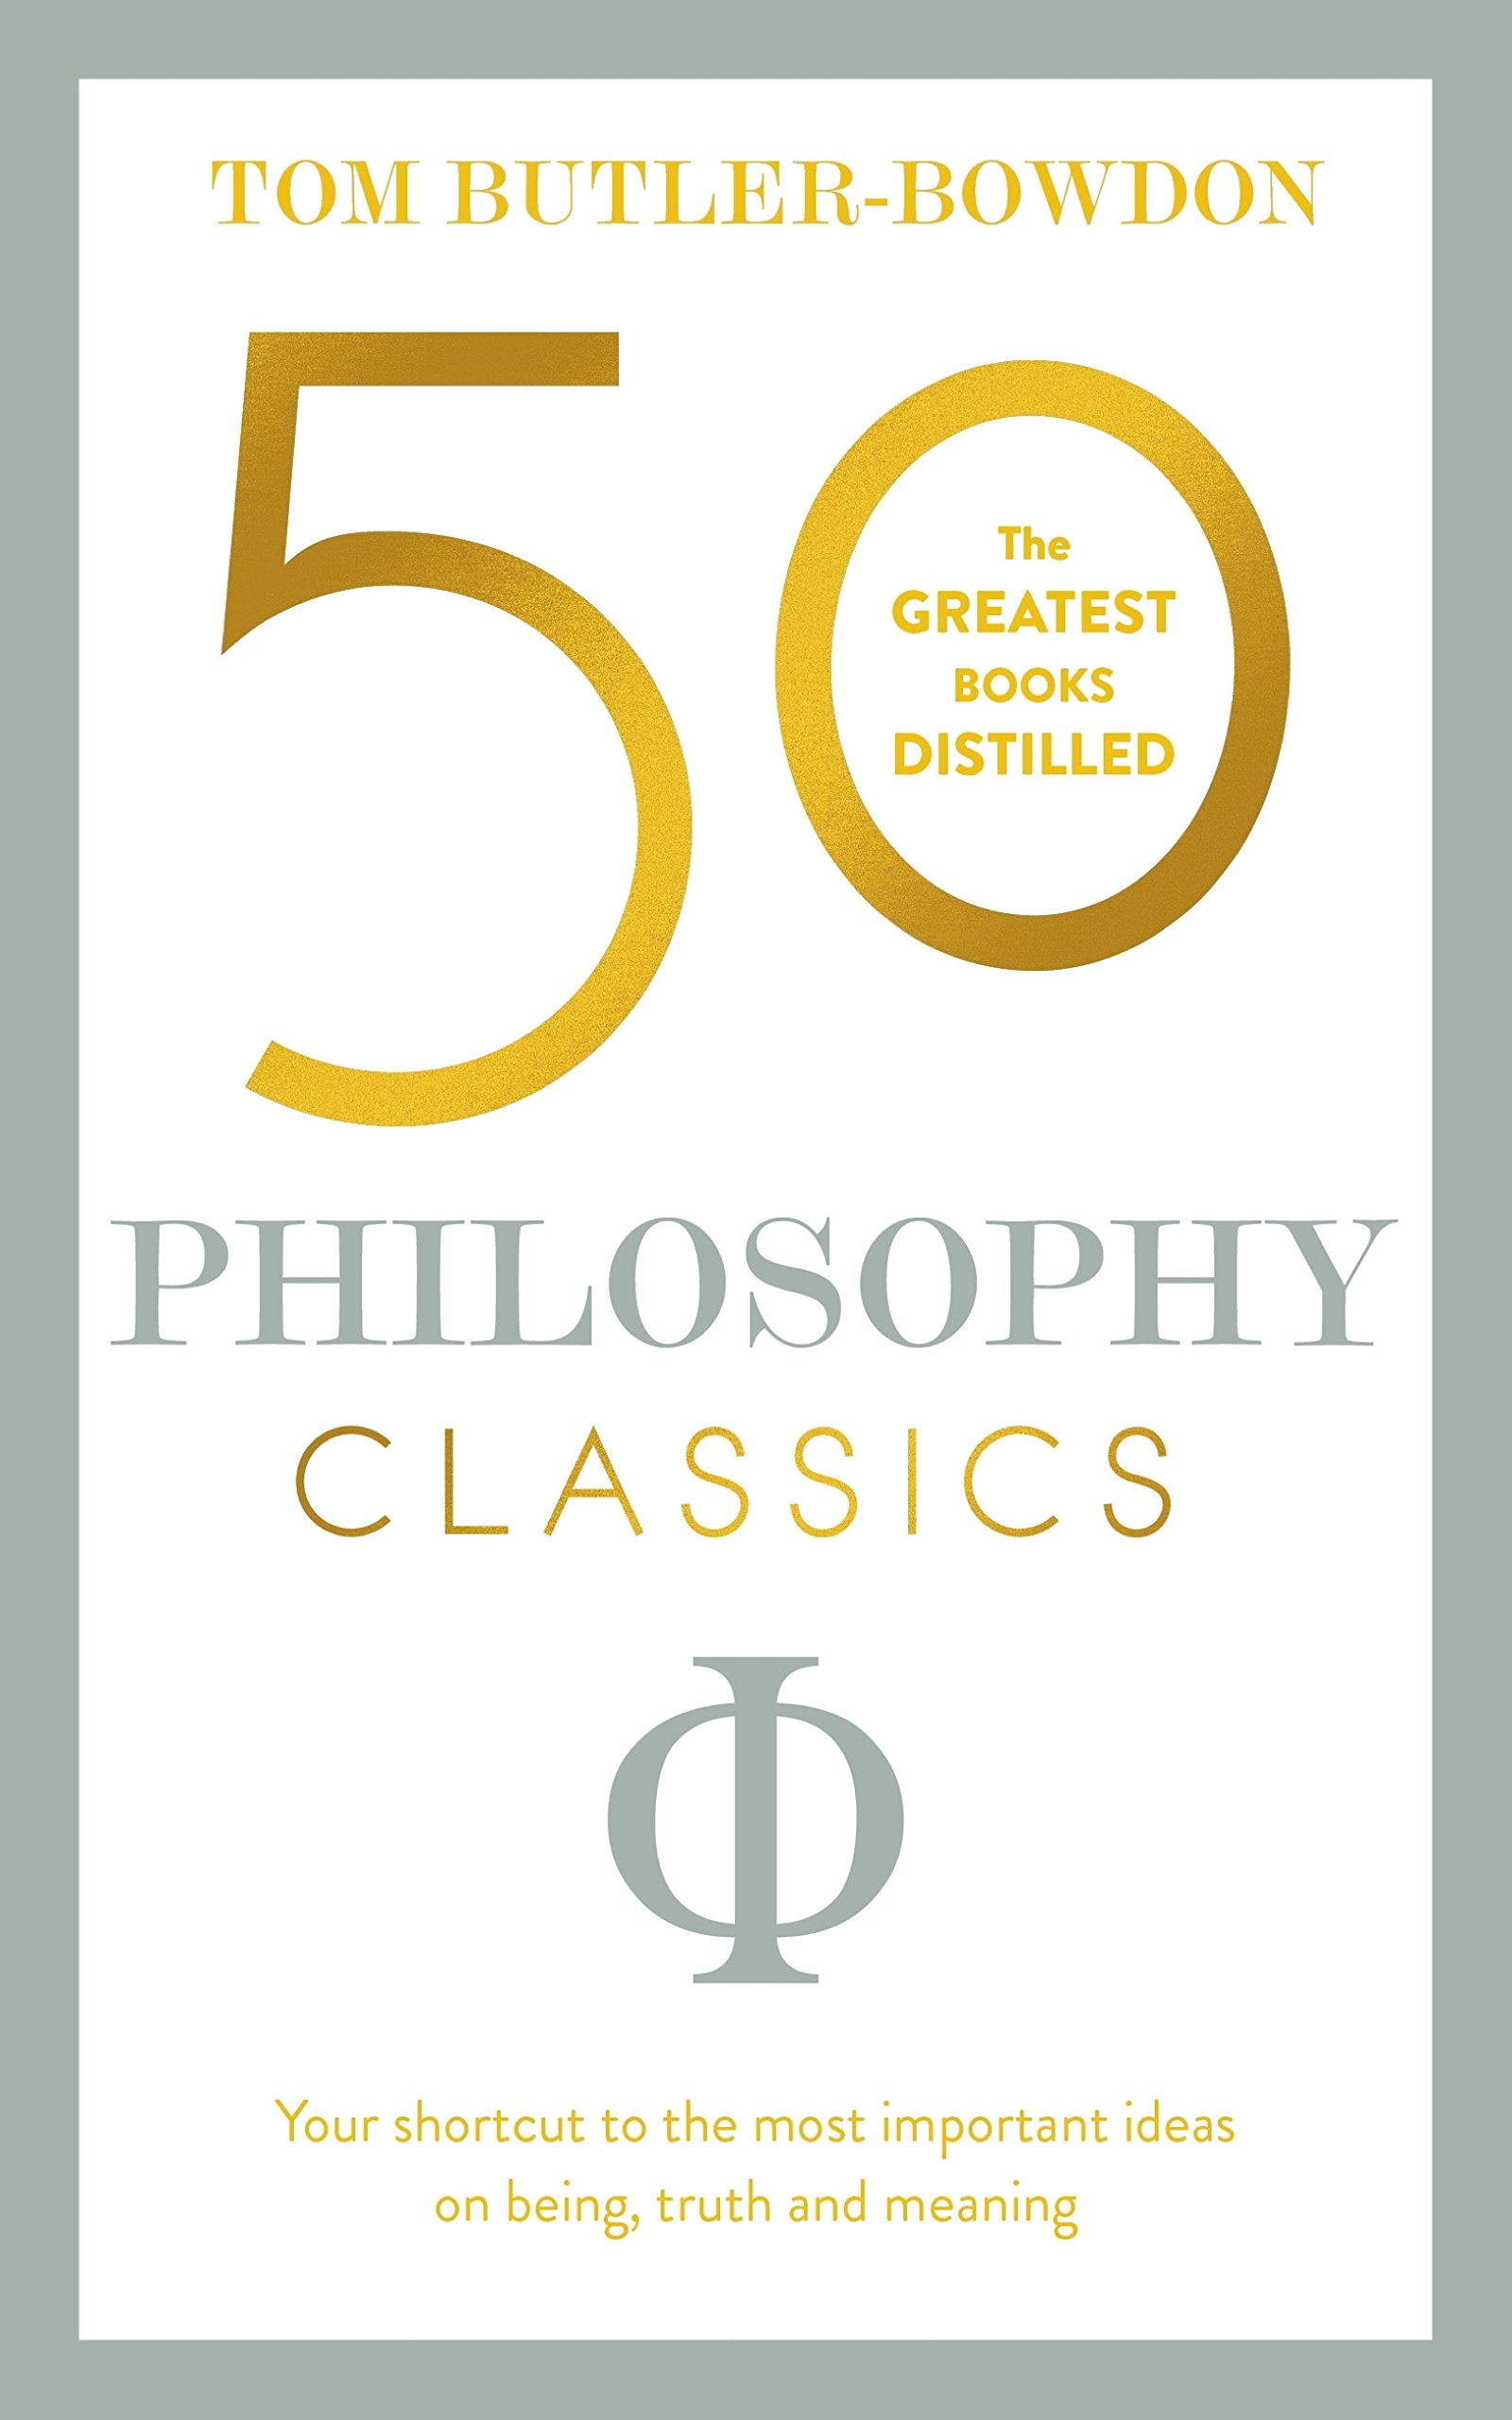 TOM BUTLER-BOWDON
50
The
GREATEST
BOOKS
DISTILLED
PHILOSOPHY
CLASSICS
Φ
Your shortcut to the most important ideas
on being, truth and meaning